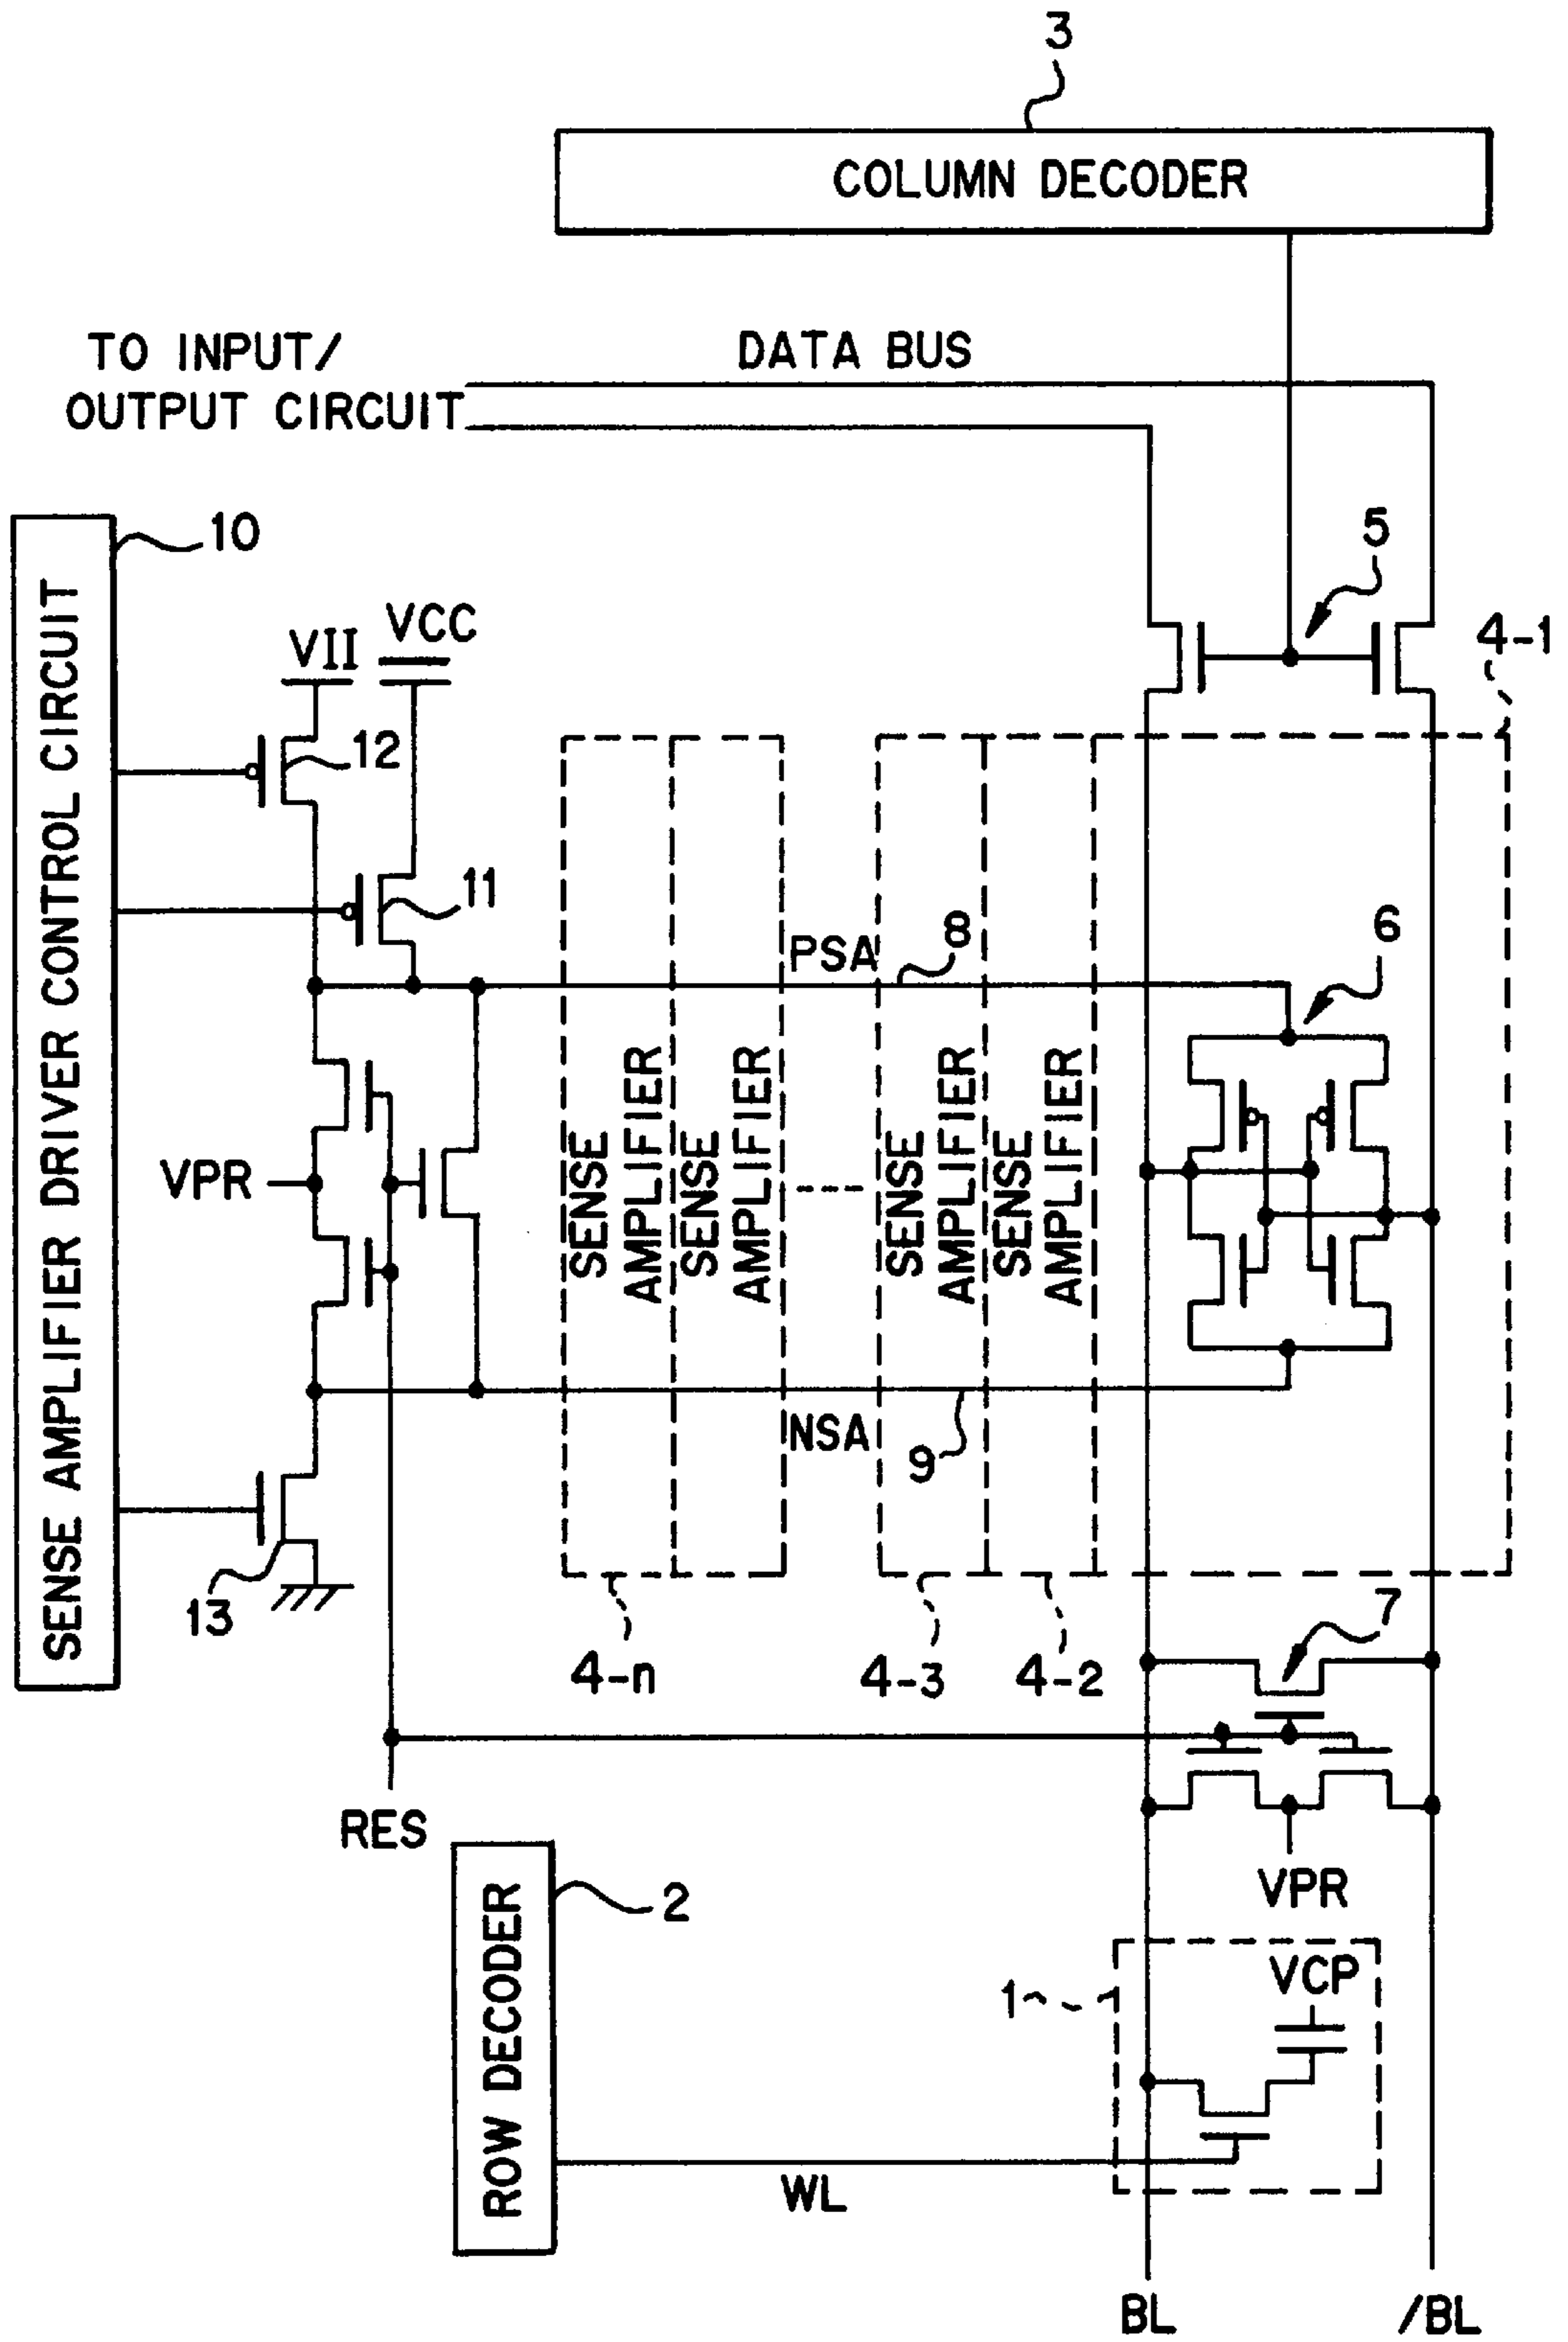 3
COLUMN DECODER
TO INPUT/
OUTPUT CIRCUIT
DATA BUS
10
5
4-1
VII
VCC
12
11
SENSE AMPLIFIER DRIVER CONTROL CIRCUIT
PSA
8
6
VPR
SENSE
AMPLIFIER
SENSE
AMPLIFIER
SENSE
AMPLIFIER
SENSE
AMPLIFIER
NSA
9
13
4-n
4-3
4-2
7
RES
VPR
ROW DECODER
2
1
VCP
WL
BL
/BL